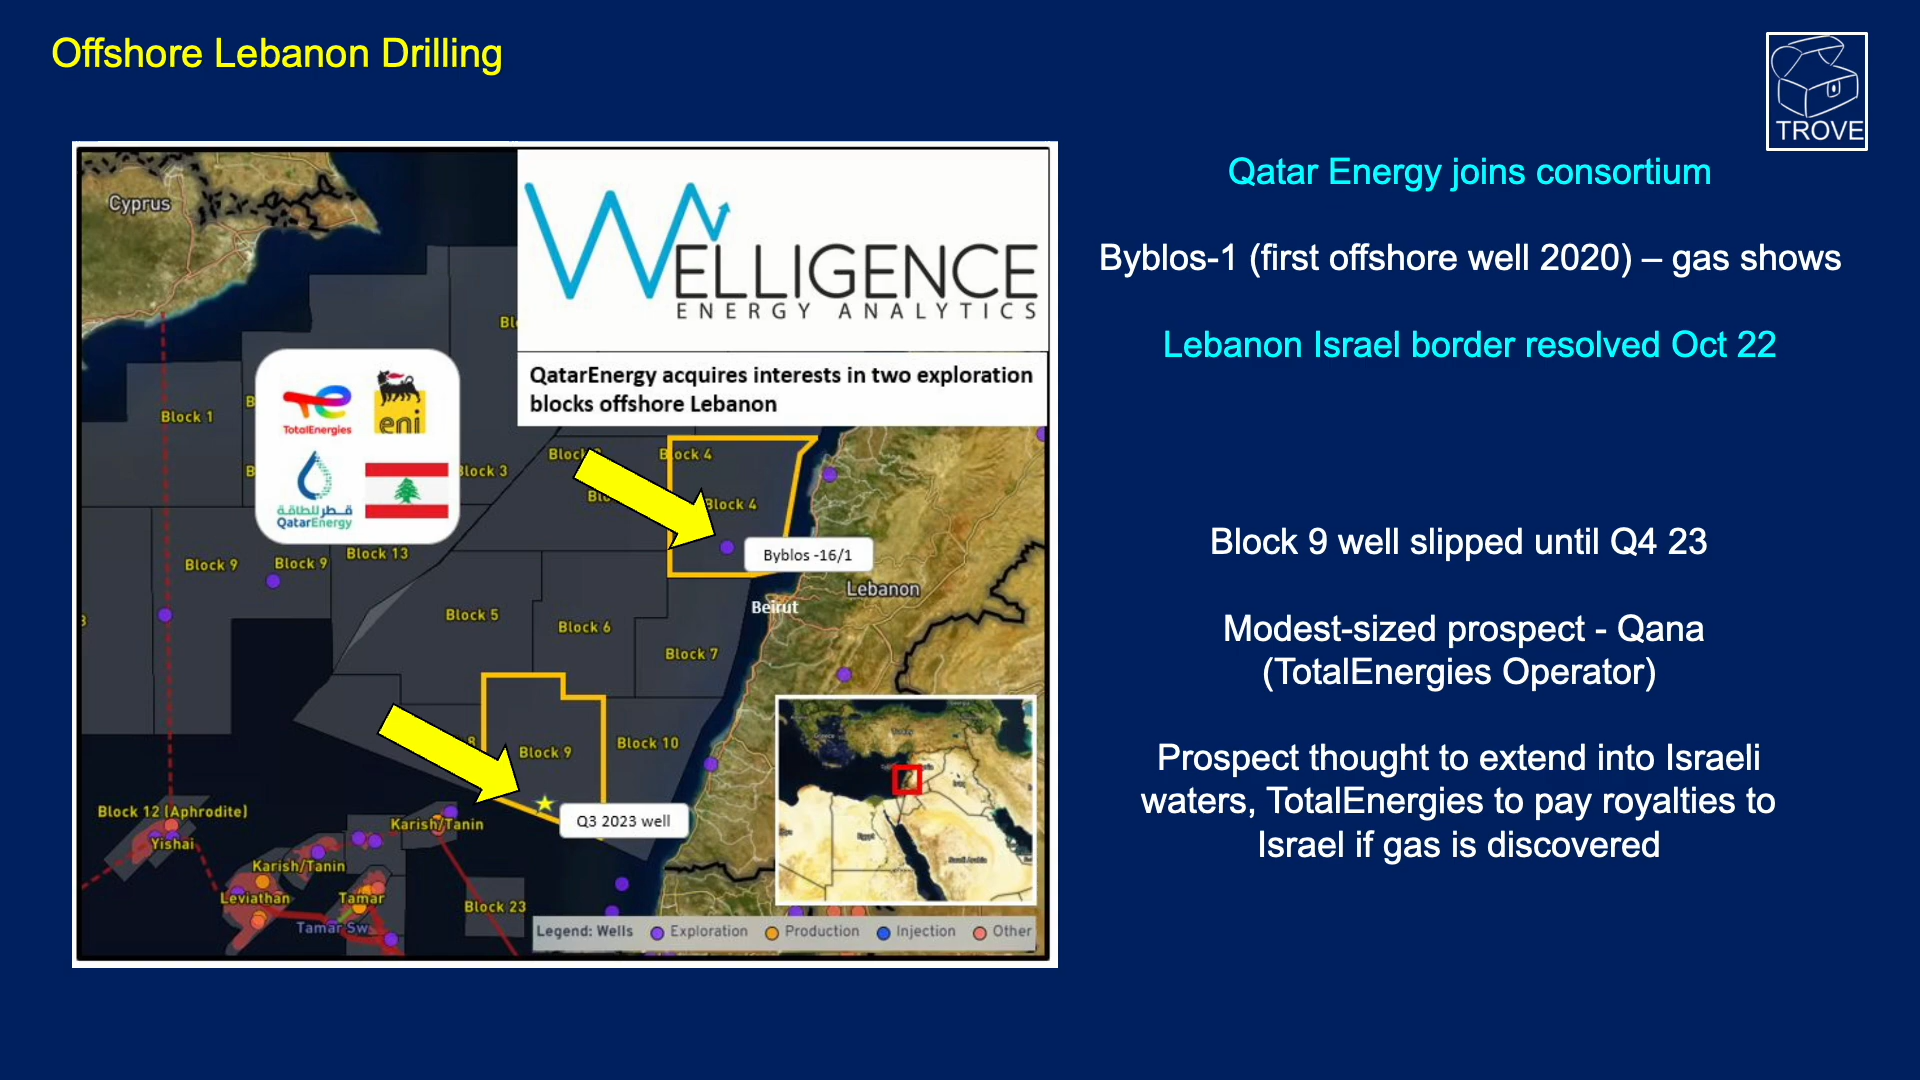 Offshore Lebanon Drilling
TROVE
Qatar Energy joins consortium
Byblos-1 (first offshore well 2020) – gas shows
Lebanon Israel border resolved Oct 22
Block 9 well slipped until Q4 23
Modest-sized prospect - Qana
(TotalEnergies Operator)
Prospect thought to extend into Israeli
waters, TotalEnergies to pay royalties to
Israel if gas is discovered
WELLIGENCE
ENERGY ANALYTICS
QatarEnergy acquires interests in two exploration
blocks offshore Lebanon
Cyprus
TotalEnergies
eni
قطر للطاقة
QatarEnergy
Block 1
Block 3
Block 4
Block 4
Byblos -16/1
Block 9
Block 9
Block 13
Lebanon
Beirut
Block 5
Block 6
Block 7
Block 9
Block 10
Q3 2023 well
Block 12 (Aphrodite)
Yishai
Karish/Tanin
Karish/Tanin
Leviathan
Tamar
Tamar Sw
Block 23
Egypt
Saudi Arabia
Legend: Wells Exploration Production Injection Other